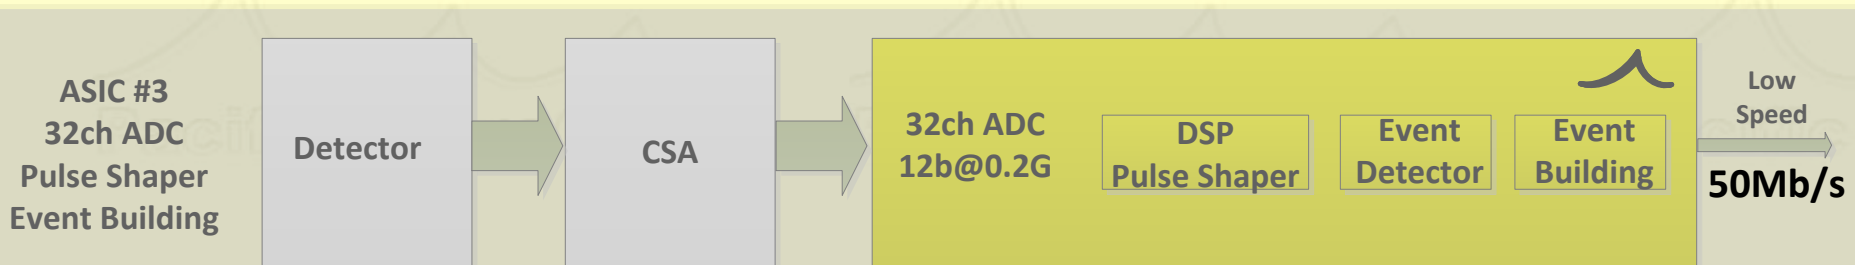 ASIC #3
32ch ADC
Pulse Shaper
Event Building
Detector
CSA
32ch ADC
12b@0.2G
DSP
Pulse Shaper
Event
Detector
Event
Building
Low
Speed
50Mb/s